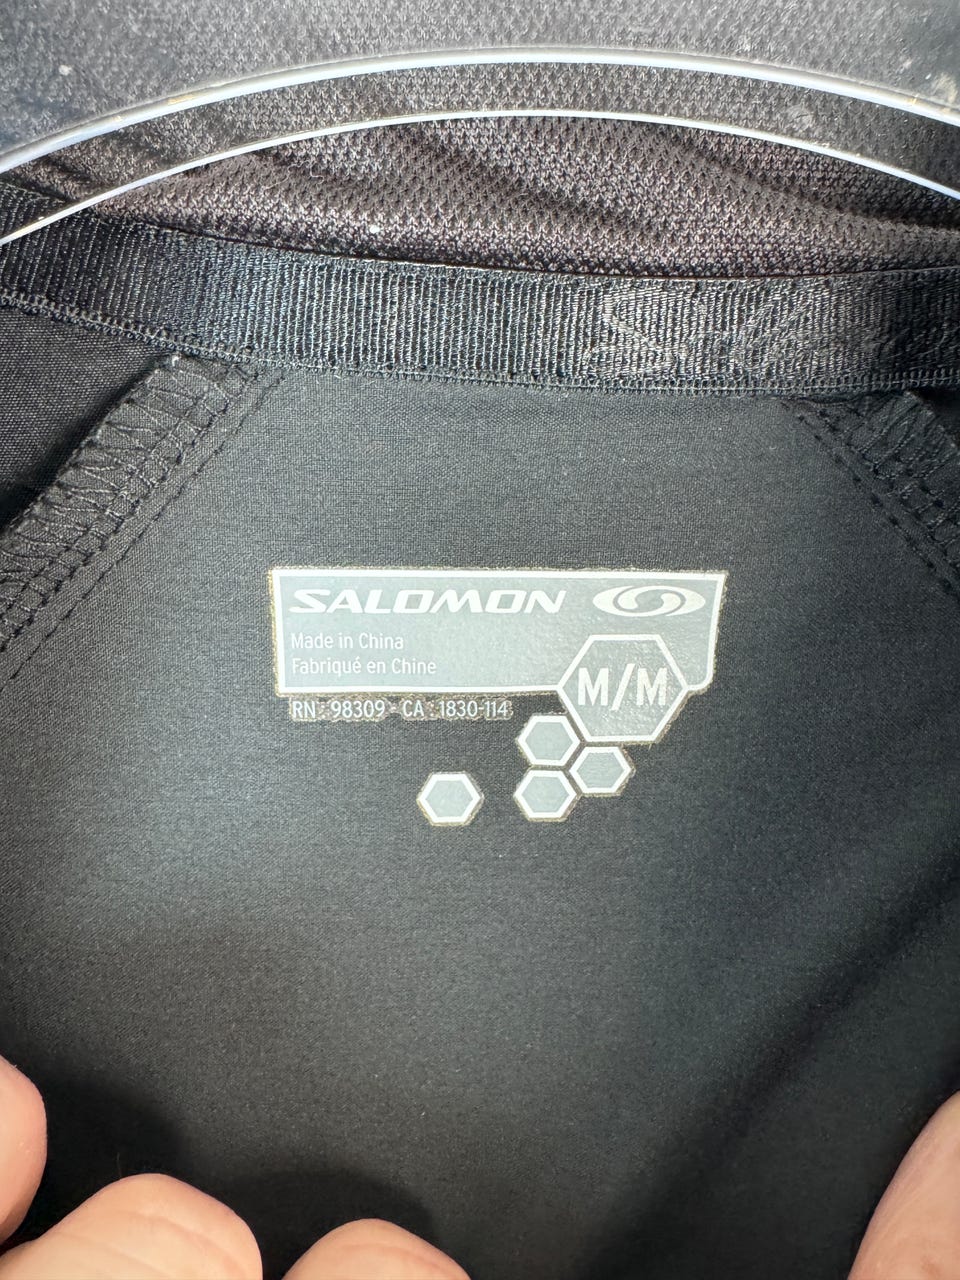 SALOMON
Made in China
Fabriqué en Chine
M/M
RN : 98309 - CA : 1830-114